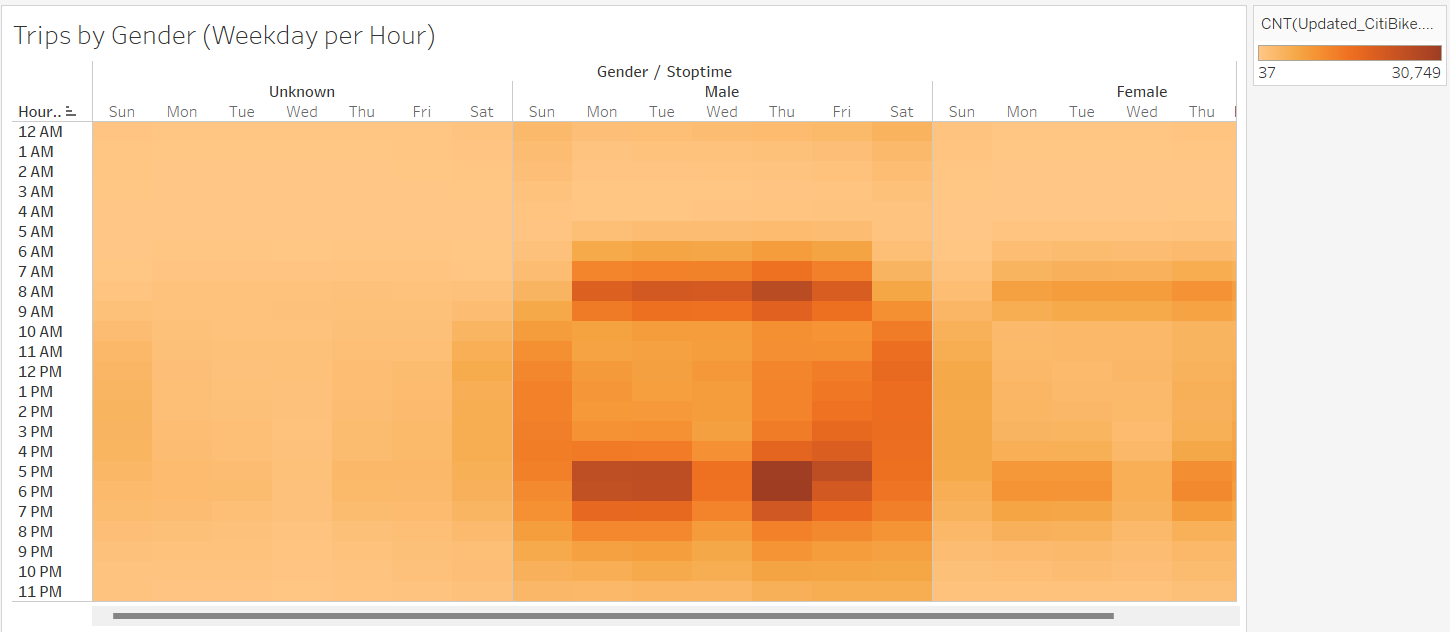 Trips by Gender (Weekday per Hour)
CNT(Updated_CitiBike....
37 30,749
Gender / Stoptime
Unknown Male Female
Hour.. Sun Mon Tue Wed Thu Fri Sat Sun Mon Tue Wed Thu Fri Sat Sun Mon Tue Wed Thu
12 AM
1 AM
2 AM
3 AM
4 AM
5 AM
6 AM
7 AM
8 AM
9 AM
10 AM
11 AM
12 PM
1 PM
2 PM
3 PM
4 PM
5 PM
6 PM
7 PM
8 PM
9 PM
10 PM
11 PM